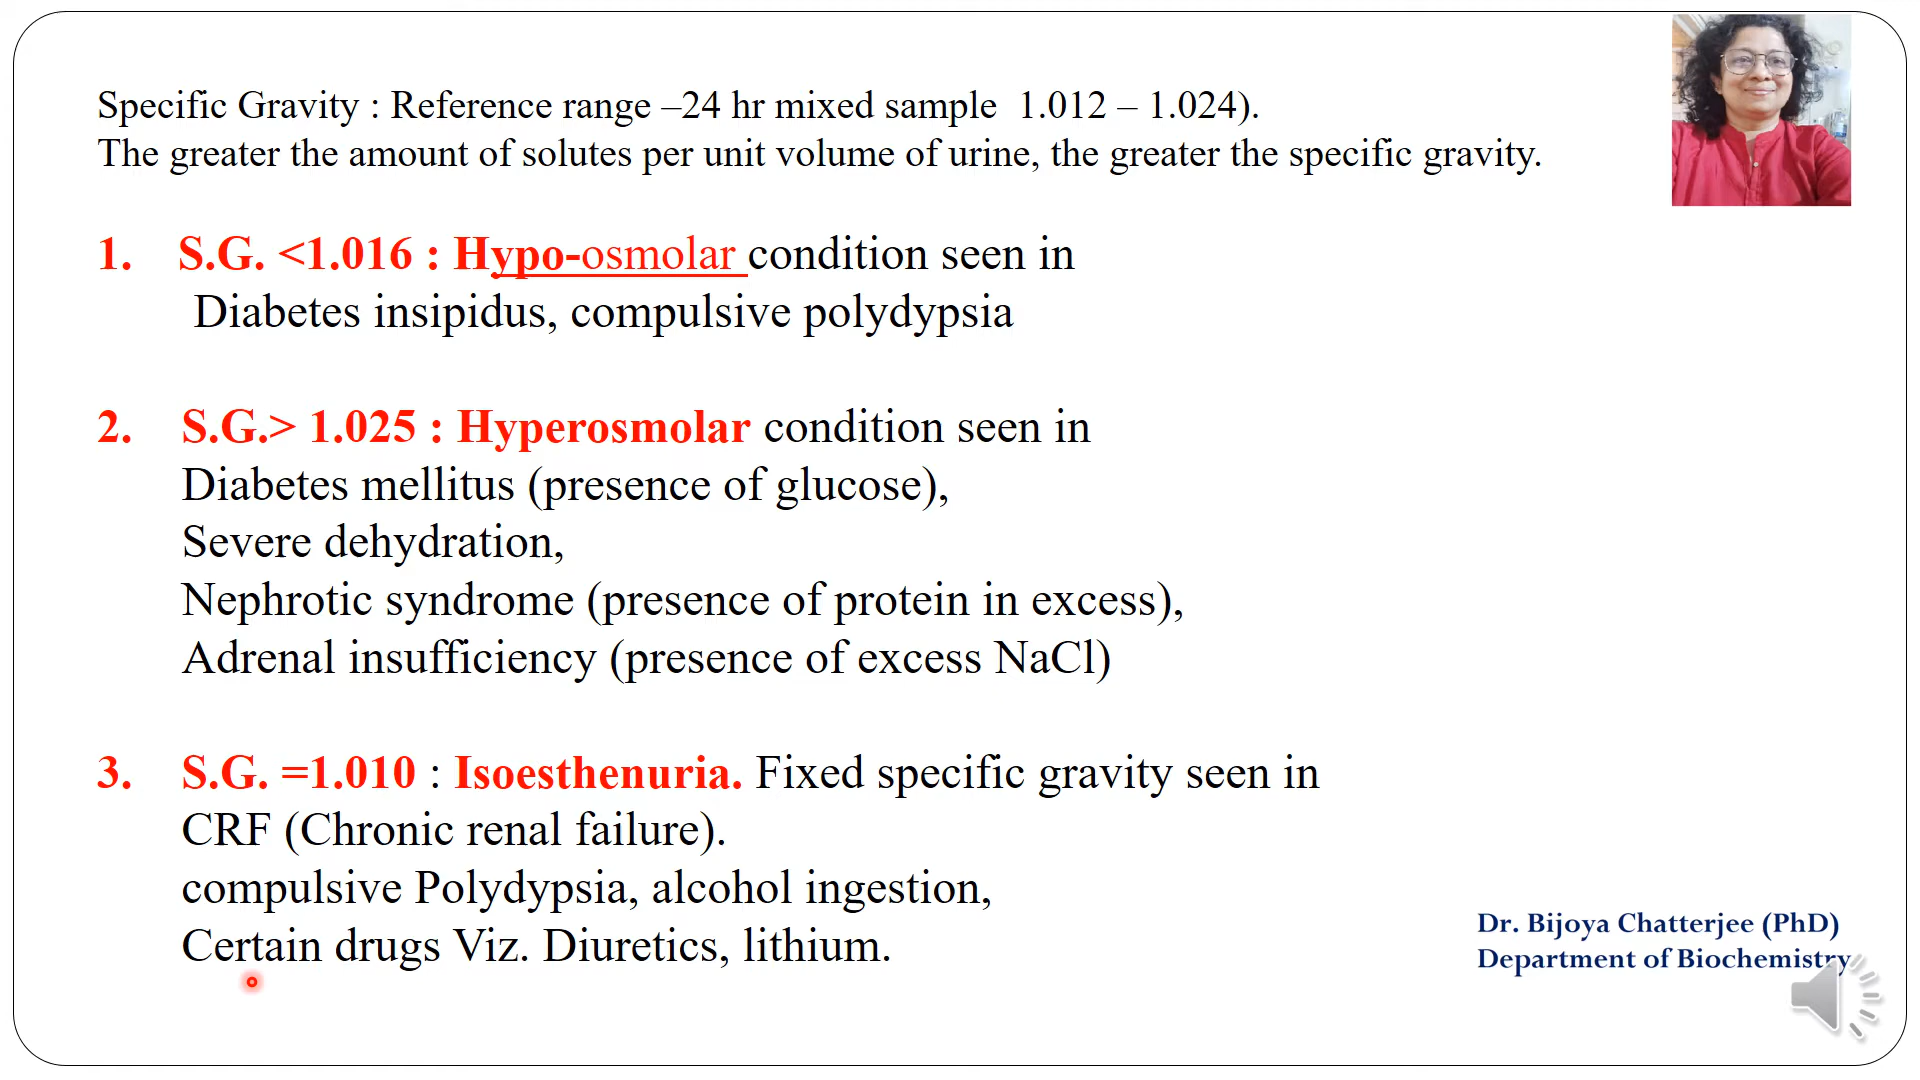 Specific Gravity : Reference range –24 hr mixed sample 1.012 – 1.024).
The greater the amount of solutes per unit volume of urine, the greater the specific gravity.
1. S.G. <1.016 : Hypo-osmolar condition seen in
Diabetes insipidus, compulsive polydypsia
2. S.G.> 1.025 : Hyperosmolar condition seen in
Diabetes mellitus (presence of glucose),
Severe dehydration,
Nephrotic syndrome (presence of protein in excess),
Adrenal insufficiency (presence of excess NaCl)
3. S.G. =1.010 : Isoesthenuria. Fixed specific gravity seen in
CRF (Chronic renal failure).
compulsive Polydypsia, alcohol ingestion,
Certain drugs Viz. Diuretics, lithium.
Dr. Bijoya Chatterjee (PhD)
Department of Biochemistry